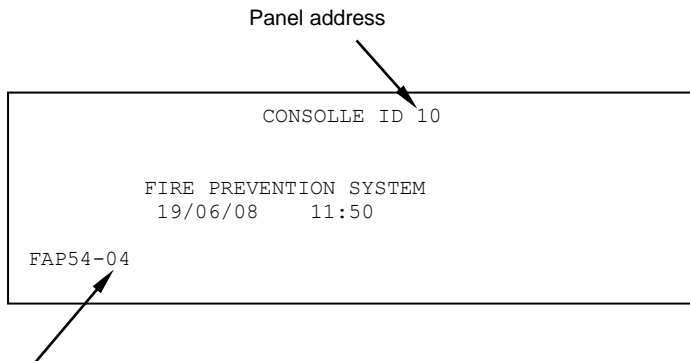 Panel address
CONSOLLE ID 10
FIRE PREVENTION SYSTEM
19/06/08 11:50
FAP54-04